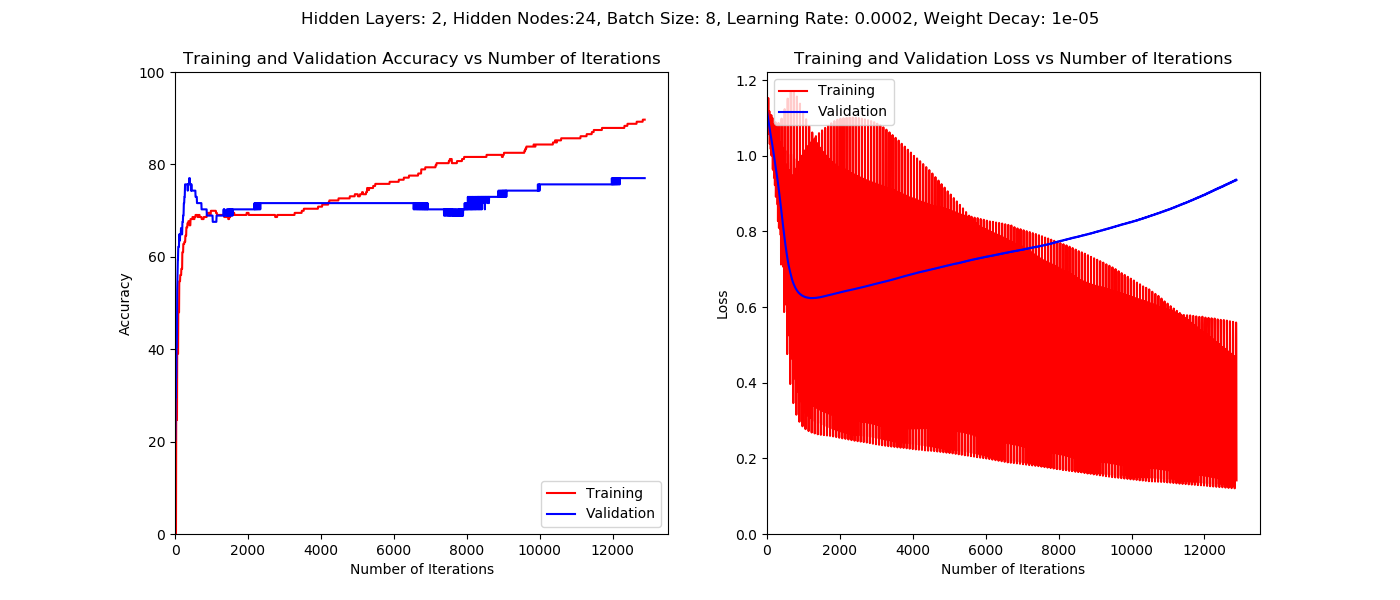 Hidden Layers: 2, Hidden Nodes:24, Batch Size: 8, Learning Rate: 0.0002, Weight Decay: 1e-05
Training and Validation Accuracy vs Number of Iterations
100
80
60
40
20
0
Accuracy
0 2000 4000 6000 8000 10000 12000
Number of Iterations
Training
Validation
Training and Validation Loss vs Number of Iterations
1.2
1.0
0.8
0.6
0.4
0.2
0.0
Loss
0 2000 4000 6000 8000 10000 12000
Number of Iterations
Training
Validation